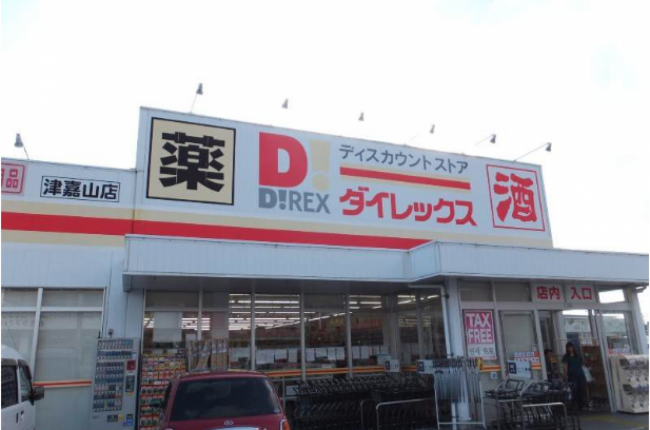 品
津嘉山店
薬
D!
D!REX
ディスカウントストア
ダイレックス
酒
店内 入口
TAX
FREE